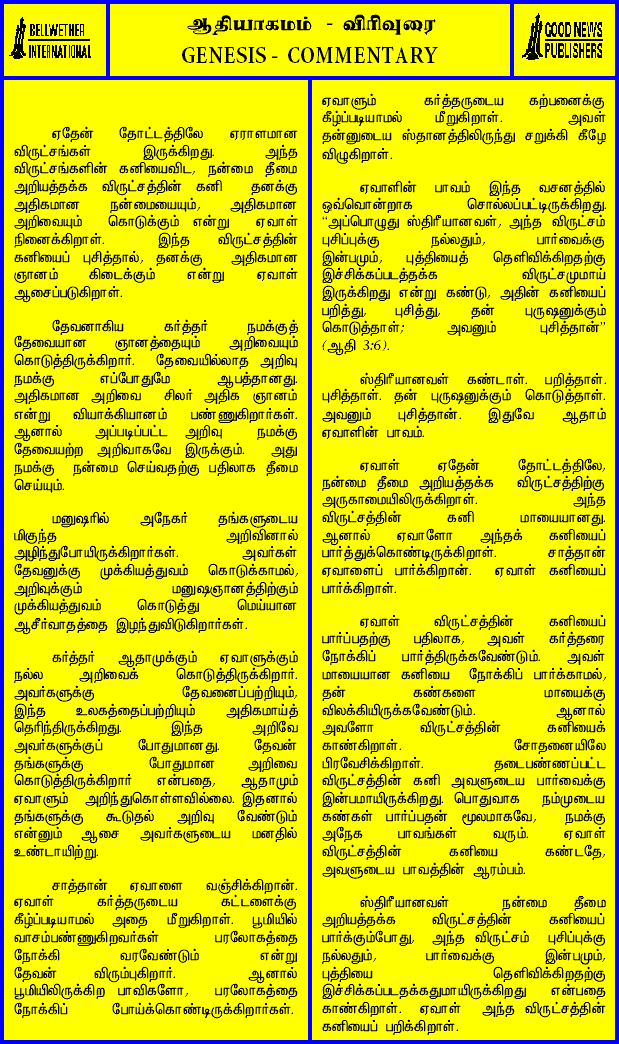 BELLWETHER
INTERNATIONAL
ஆதியாகமம் - விரிவுரை
GENESIS - COMMENTARY
GOOD NEWS
PUBLISHERS
ஏதேன் தோட்டத்திலே ஏராளமான
விருட்சங்கள் இருக்கிறது. அந்த
விருட்சங்களின் கனியைவிட, நன்மை தீமை
அறியத்தக்க விருட்சத்தின் கனி தனக்கு
அதிகமான நன்மையையும், அதிகமான
அறிவையும் கொடுக்கும் என்று ஏவாள்
நினைக்கிறாள். இந்த விருட்சத்தின்
கனியைப் புசித்தால், தனக்கு அதிகமான
ஞானம் கிடைக்கும் என்று ஏவாள்
ஆசைப்படுகிறாள்.
தேவனாகிய கர்த்தர் நமக்குத்
தேவையான ஞானத்தையும் அறிவையும்
கொடுத்திருக்கிறார். தேவையில்லாத அறிவு
நமக்கு எப்போதுமே ஆபத்தானது.
அதிகமான அறிவை சிலர் அதிக ஞானம்
என்று வியாக்கியானம் பண்ணுகிறார்கள்.
ஆனால் அப்படிப்பட்ட அறிவு நமக்கு
தேவையற்ற அறிவாகவே இருக்கும். அது
நமக்கு நன்மை செய்வதற்கு பதிலாக தீமை
செய்யும்.
மனுஷரில் அநேகர் தங்களுடைய
மிகுந்த அறிவினால்
அழிந்துபோயிருக்கிறார்கள். அவர்கள்
தேவனுக்கு முக்கியத்துவம் கொடுக்காமல்,
அறிவுக்கும் மனுஷஞானத்திற்கும்
முக்கியத்துவம் கொடுத்து மெய்யான
ஆசீர்வாதத்தை இழந்துவிடுகிறார்கள்.
கர்த்தர் ஆதாமுக்கும் ஏவாளுக்கும்
நல்ல அறிவைக் கொடுத்திருக்கிறார்.
அவர்களுக்கு தேவனைப்பற்றியும்,
இந்த உலகத்தைப்பற்றியும் அதிகமாய்த்
தெரிந்திருக்கிறது. இந்த அறிவே
அவர்களுக்குப் போதுமானது. தேவன்
தங்களுக்கு போதுமான அறிவை
கொடுத்திருக்கிறார் என்பதை, ஆதாமும்
ஏவாளும் அறிந்துகொள்ளவில்லை. இதனால்
தங்களுக்கு கூடுதல் அறிவு வேண்டும்
என்னும் ஆசை அவர்களுடைய மனதில்
உண்டாயிற்று.
சாத்தான் ஏவாளை வஞ்சிக்கிறான்.
ஏவாள் கர்த்தருடைய கட்டளைக்கு
கீழ்ப்படியாமல் அதை மீறுகிறாள். பூமியில்
வாசம்பண்ணுகிறவர்கள் பரலோகத்தை
நோக்கி வரவேண்டும் என்று
தேவன் விரும்புகிறார். ஆனால்
பூமியிலிருக்கிற பாவிகளோ, பரலோகத்தை
நோக்கிப் போய்க்கொண்டிருக்கிறார்கள்.
ஏவாளும் கர்த்தருடைய கற்பனைக்கு
கீழ்ப்படியாமல் மீறுகிறாள். அவள்
தன்னுடைய ஸ்தானத்திலிருந்து சறுக்கி கீழே
விழுகிறாள்.
ஏவாளின் பாவம் இந்த வசனத்தில்
ஒவ்வொன்றாக சொல்லப்பட்டிருக்கிறது.
“அப்பொழுது ஸ்திரீயானவள், அந்த விருட்சம்
புசிப்புக்கு நல்லதும், பார்வைக்கு
இன்பமும், புத்தியைத் தெளிவிக்கிறதற்கு
இச்சிக்கப்படத்தக்க விருட்சமுமாய்
இருக்கிறது என்று கண்டு, அதின் கனியைப்
பறித்து, புசித்து, தன் புருஷனுக்கும்
கொடுத்தாள்; அவனும் புசித்தான்”
(ஆதி 3:6).
ஸ்திரீயானவள் கண்டாள். பறித்தாள்.
புசித்தாள். தன் புருஷனுக்கும் கொடுத்தாள்.
அவனும் புசித்தான். இதுவே ஆதாம்
ஏவாளின் பாவம்.
ஏவாள் ஏதேன் தோட்டத்திலே,
நன்மை தீமை அறியத்தக்க விருட்சத்திற்கு
அருகாமையிலிருக்கிறாள். அந்த
விருட்சத்தின் கனி மாயையானது.
ஆனால் ஏவாளோ அந்தக் கனியைப்
பார்த்துக்கொண்டிருக்கிறாள். சாத்தான்
ஏவாளைப் பார்க்கிறான். ஏவாள் கனியைப்
பார்க்கிறாள்.
ஏவாள் விருட்சத்தின் கனியைப்
பார்ப்பதற்கு பதிலாக, அவள் கர்த்தரை
நோக்கிப் பார்த்திருக்கவேண்டும். அவள்
மாயையான கனியை நோக்கிப் பார்க்காமல்,
தன் கண்களை மாயைக்கு
விலக்கியிருக்கவேண்டும். ஆனால்
அவளோ விருட்சத்தின் கனியைக்
காண்கிறாள். சோதனையிலே
பிரவேசிக்கிறாள். தடைபண்ணப்பட்ட
விருட்சத்தின் கனி அவளுடைய பார்வைக்கு
இன்பமாயிருக்கிறது. பொதுவாக நம்முடைய
கண்கள் பார்ப்பதன் மூலமாகவே, நமக்கு
அநேக பாவங்கள் வரும். ஏவாள்
விருட்சத்தின் கனியை கண்டதே,
அவளுடைய பாவத்தின் ஆரம்பம்.
ஸ்திரீயானவள் நன்மை தீமை
அறியத்தக்க விருட்சத்தின் கனியைப்
பார்க்கும்போது, அந்த விருட்சம் புசிப்புக்கு
நல்லதும், பார்வைக்கு இன்பமும்,
புத்தியை தெளிவிக்கிறதற்கு
இச்சிக்கப்படதக்கதுமாயிருக்கிறது என்பதை
காண்கிறாள். ஏவாள் அந்த விருட்சத்தின்
கனியைப் பறிக்கிறாள்.